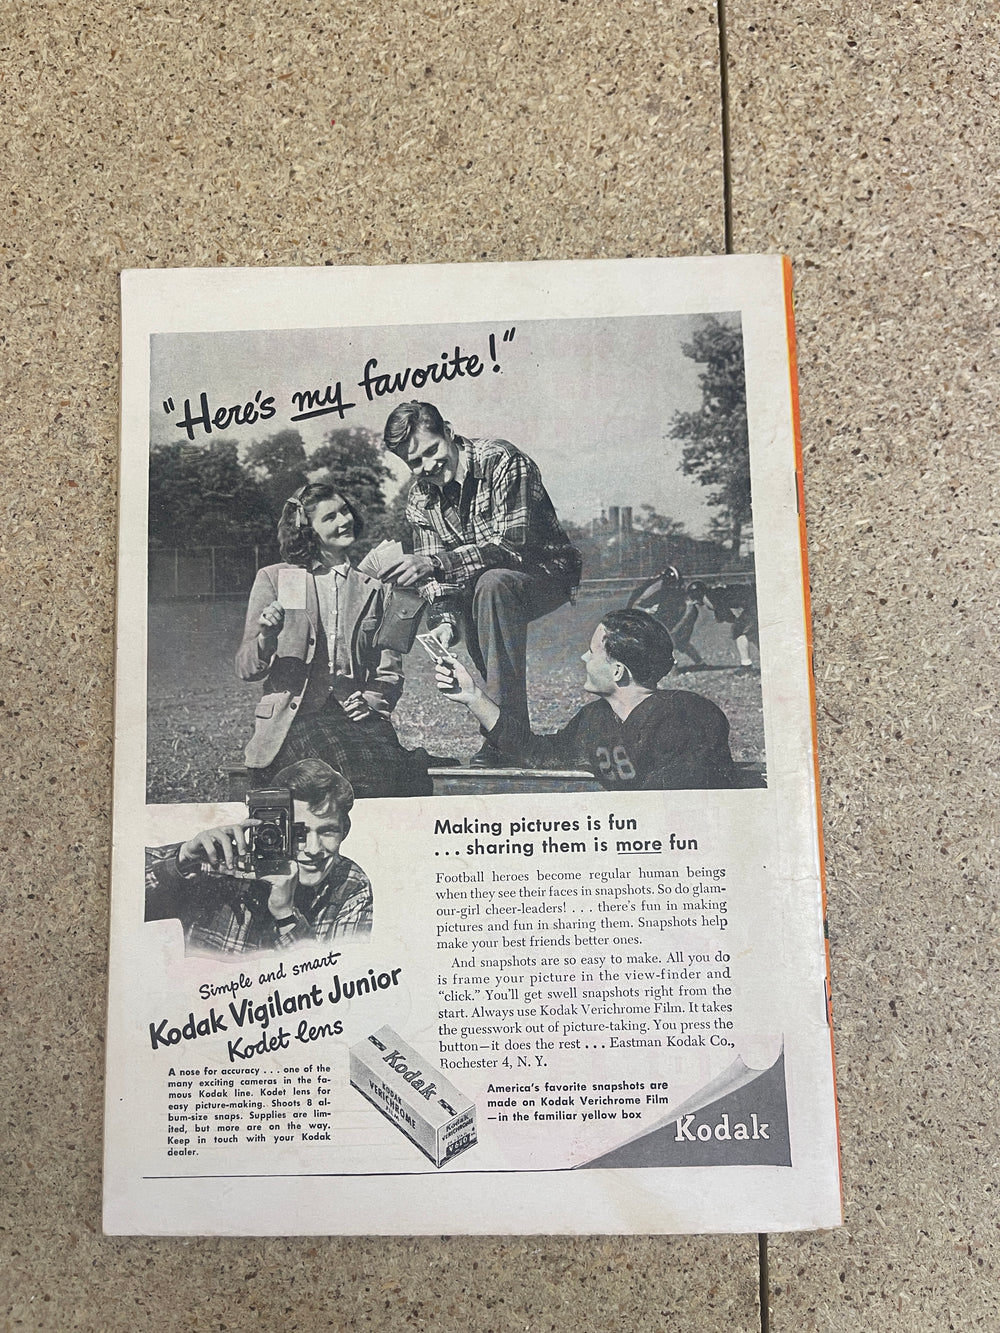 "Here's my favorite!"
28
Making pictures is fun
... sharing them is more fun
Football heroes become regular human beings
when they see their faces in snapshots. So do glam-
our-girl cheer-leaders! . . . there's fun in making
pictures and fun in sharing them. Snapshots help
make your best friends better ones.
And snapshots are so easy to make. All you do
is frame your picture in the view-finder and
“click.” You'll get swell snapshots right from the
start. Always use Kodak Verichrome Film. It takes
the guesswork out of picture-taking. You press the
button—it does the rest . . . Eastman Kodak Co.,
Rochester 4, N. Y.
Simple and smart
Kodak Vigilant Junior
Kodet lens
A nose for accuracy . . . one of the
many exciting cameras in the fa-
mous Kodak line. Kodet lens for
easy picture-making. Shoots 8 al-
bum-size snaps. Supplies are lim-
ited, but more are on the way.
Keep in touch with your Kodak
dealer.
Kodak
KODAK
VERICHROME
FILM
Kodak
VERICHROME
V620
America's favorite snapshots are
made on Kodak Verichrome Film
—in the familiar yellow box
Kodak